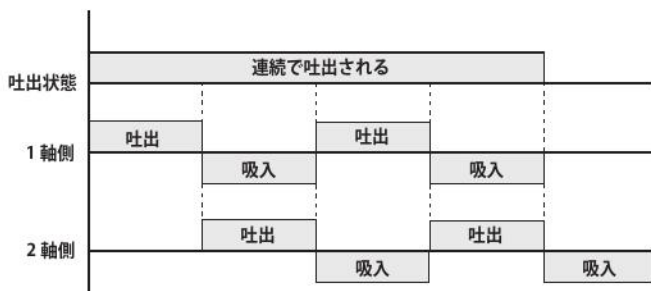 連続で吐出される
吐出状態
吐出 吐出
1 軸側
吸入 吸入
吐出 吐出
2 軸側
吸入 吸入